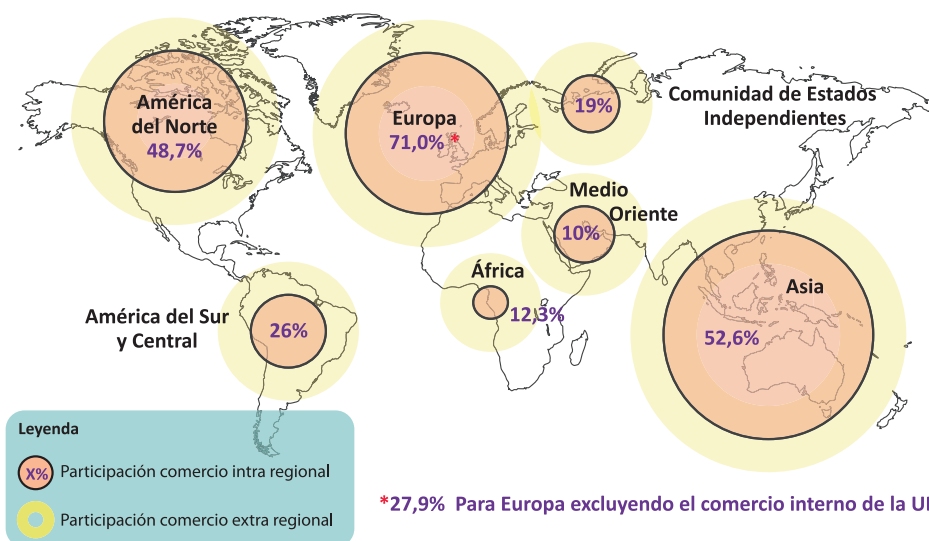 América
del Norte
48,7%
Europa
71,0% *
19%
Comunidad de Estados
Independientes
Medio
Oriente
10%
África
12,3%
Asia
52,6%
América del Sur
y Central
26%
Leyenda
X% Participación comercio intra regional
Participación comercio extra regional
*27,9% Para Europa excluyendo el comercio interno de la